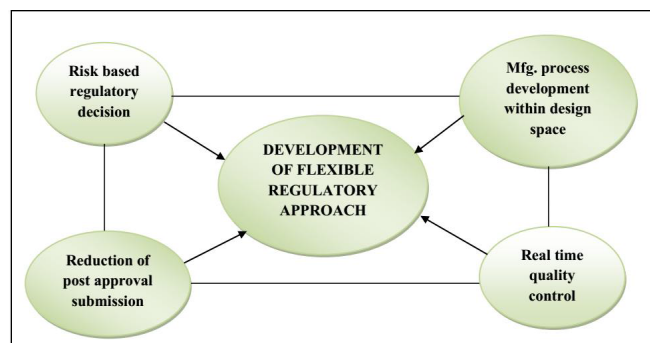 Risk based
regulatory
decision
Mfg. process
development
within design
space
DEVELOPMENT
OF FLEXIBLE
REGULATORY
APPROACH
Reduction of
post approval
submission
Real time
quality
control